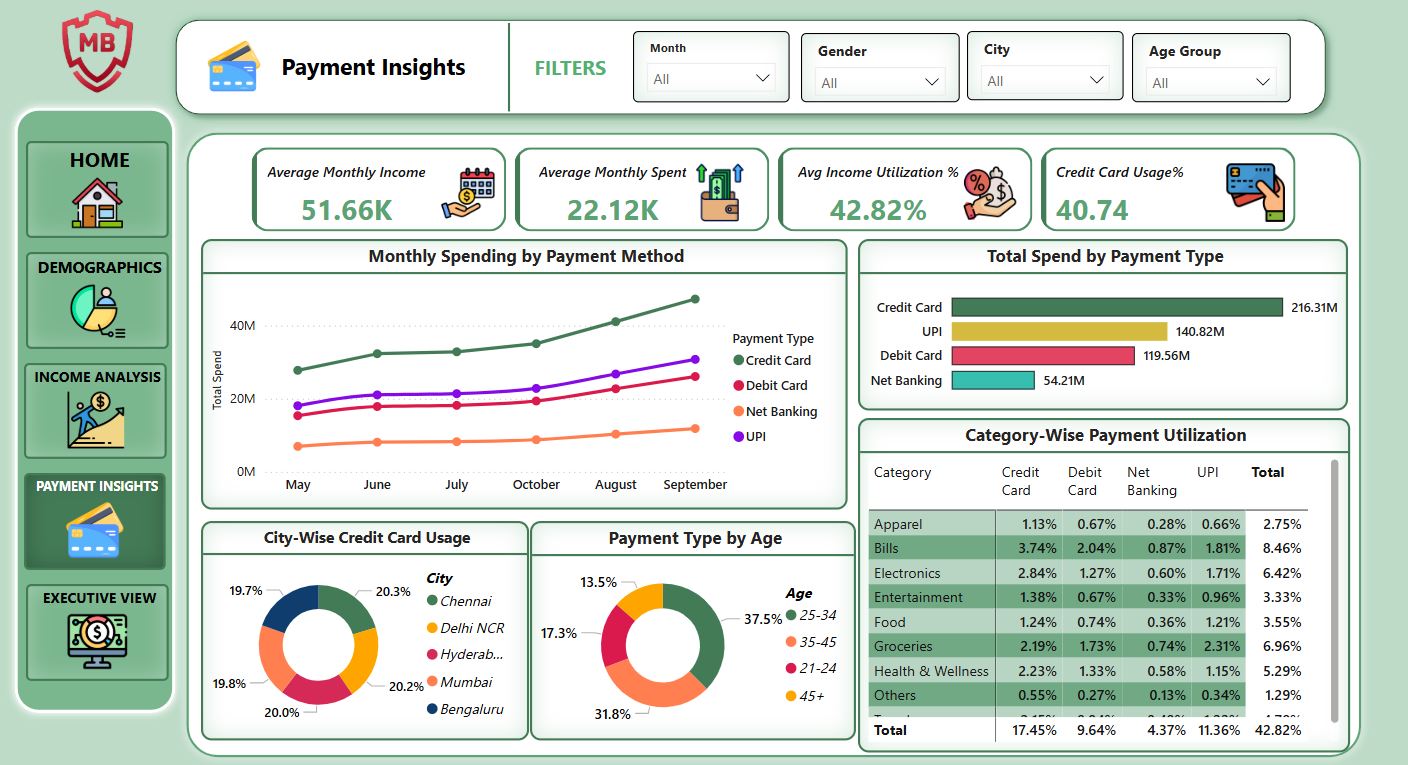 MB
Payment Insights
FILTERS
Month
All
Gender
All
City
All
Age Group
All
HOME
DEMOGRAPHICS
INCOME ANALYSIS
PAYMENT INSIGHTS
EXECUTIVE VIEW
Average Monthly Income
51.66K
Average Monthly Spent
22.12K
Avg Income Utilization %
42.82%
Credit Card Usage%
40.74
Monthly Spending by Payment Method
Total Spend
40M
20M
0M
May June July October August September
Payment Type
Credit Card
Debit Card
Net Banking
UPI
Total Spend by Payment Type
Credit Card 216.31M
UPI 140.82M
Debit Card 119.56M
Net Banking 54.21M
City-Wise Credit Card Usage
20.3%
20.2%
20.0%
19.8%
19.7%
City
Chennai
Delhi NCR
Hyderab...
Mumbai
Bengaluru
Payment Type by Age
37.5%
31.8%
17.3%
13.5%
Age
25-34
35-45
21-24
45+
Category-Wise Payment Utilization
Category Credit Card Debit Card Net Banking UPI Total
Apparel 1.13% 0.67% 0.28% 0.66% 2.75%
Bills 3.74% 2.04% 0.87% 1.81% 8.46%
Electronics 2.84% 1.27% 0.60% 1.71% 6.42%
Entertainment 1.38% 0.67% 0.33% 0.96% 3.33%
Food 1.24% 0.74% 0.36% 1.21% 3.55%
Groceries 2.19% 1.73% 0.74% 2.31% 6.96%
Health & Wellness 2.23% 1.33% 0.58% 1.15% 5.29%
Others 0.55% 0.27% 0.13% 0.34% 1.29%
Total 17.45% 9.64% 4.37% 11.36% 42.82%